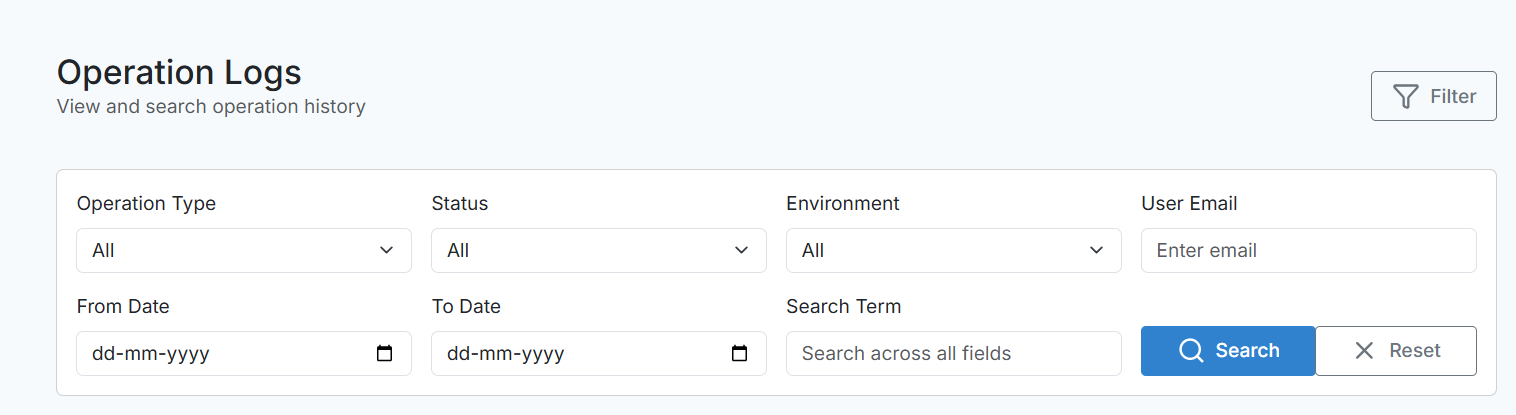 Operation Logs
View and search operation history
Filter
Operation Type Status Environment User Email
All All All Enter email
From Date To Date Search Term
dd-mm-yyyy dd-mm-yyyy Search across all fields Search Reset